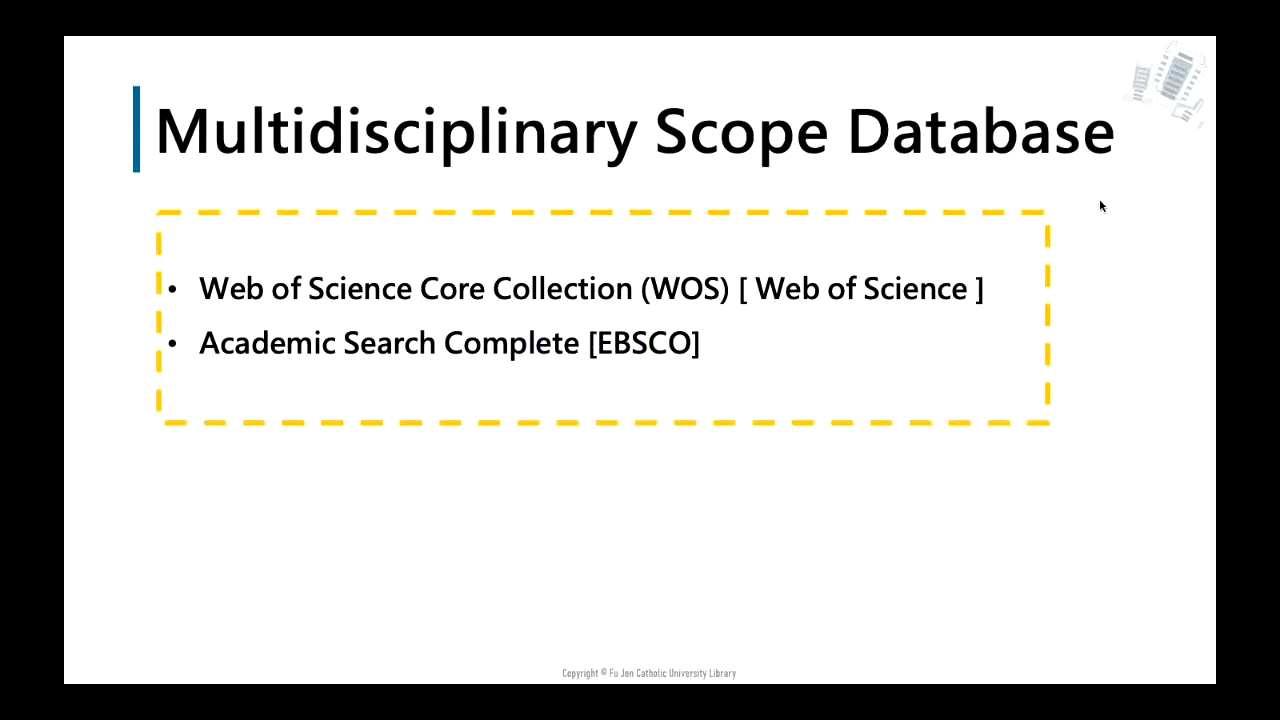 Multidisciplinary Scope Database
• Web of Science Core Collection (WOS) [ Web of Science ]
• Academic Search Complete [EBSCO]
Copyright © Fu Jen Catholic University Library